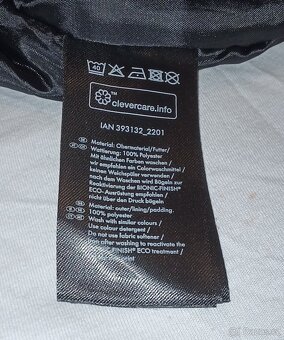 40
clevercare.info
IAN 393132_2201
Material: Obermaterial/Futter/
Wattierung: 100% Polyester
Mit ähnlichen Farben waschen /
wir empfehlen ein Colorwaschmittel/
keinen Weichspüler verwenden /
nach dem Waschen wird Bügeln zur
Reaktivierung der BIONIC-FINISH®
ECO-Ausrüstung empfohlen /
nicht über den Druck bügeln
Material: outer/lining/padding:
100% polyester
Wash with similar colours /
Use colour detergent /
Do not use fabric softener /
Iron after washing to reactivate the
FINISH® ECO treatment /
print